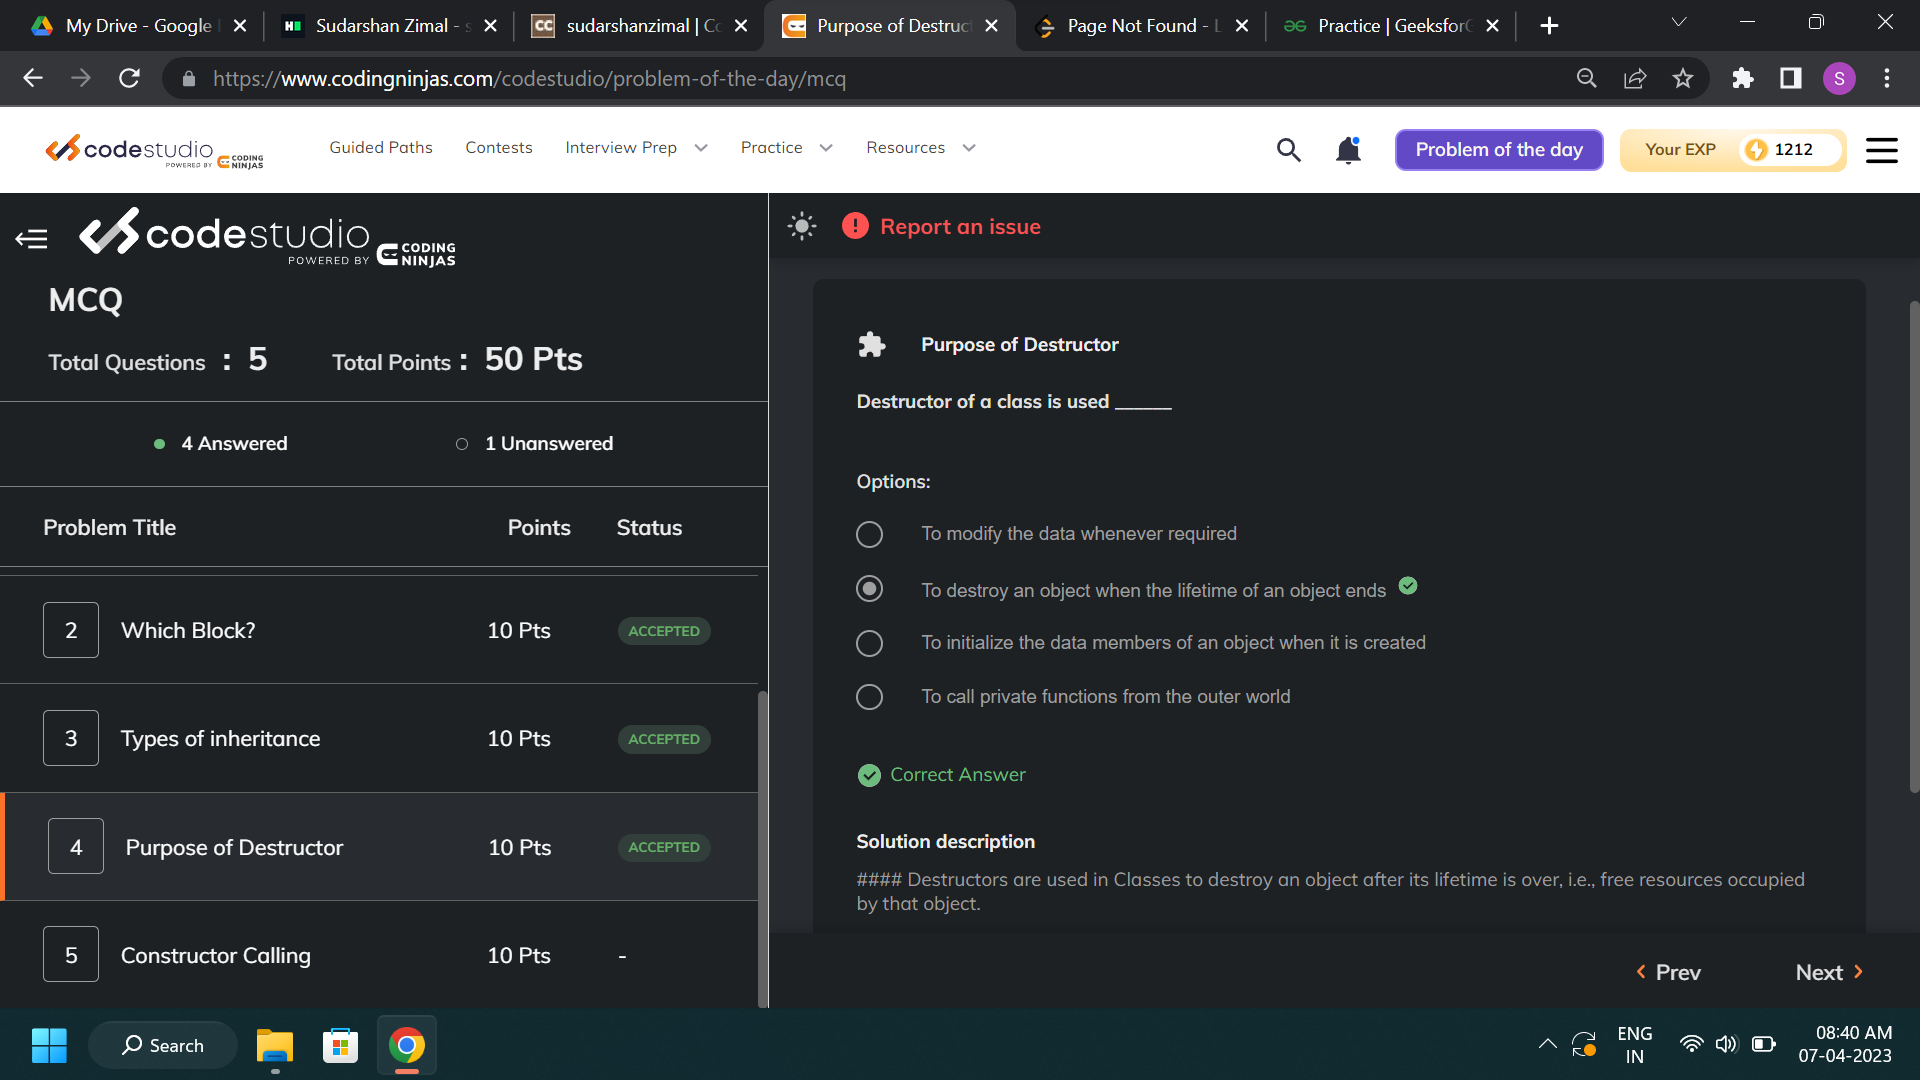 My Drive - Google
Sudarshan Zimal - s
sudarshanzimal | Co
Purpose of Destruct
Page Not Found - L
Practice | GeeksforG
https://www.codingninjas.com/codestudio/problem-of-the-day/mcq
S
codestudio
POWERED BY CODING NINJAS
Guided Paths
Contests
Interview Prep
Practice
Resources
Problem of the day
Your EXP
1212
codestudio
POWERED BY CODING NINJAS
Report an issue
MCQ
Total Questions : 5
Total Points : 50 Pts
4 Answered
1 Unanswered
Problem Title Points Status
2 Which Block? 10 Pts ACCEPTED
3 Types of inheritance 10 Pts ACCEPTED
4 Purpose of Destructor 10 Pts ACCEPTED
5 Constructor Calling 10 Pts -
Purpose of Destructor
Destructor of a class is used ______
Options:
To modify the data whenever required
To destroy an object when the lifetime of an object ends
To initialize the data members of an object when it is created
To call private functions from the outer world
Correct Answer
Solution description
#### Destructors are used in Classes to destroy an object after its lifetime is over, i.e., free resources occupied
by that object.
Prev
Next
Search
ENG
IN
08:40 AM
07-04-2023